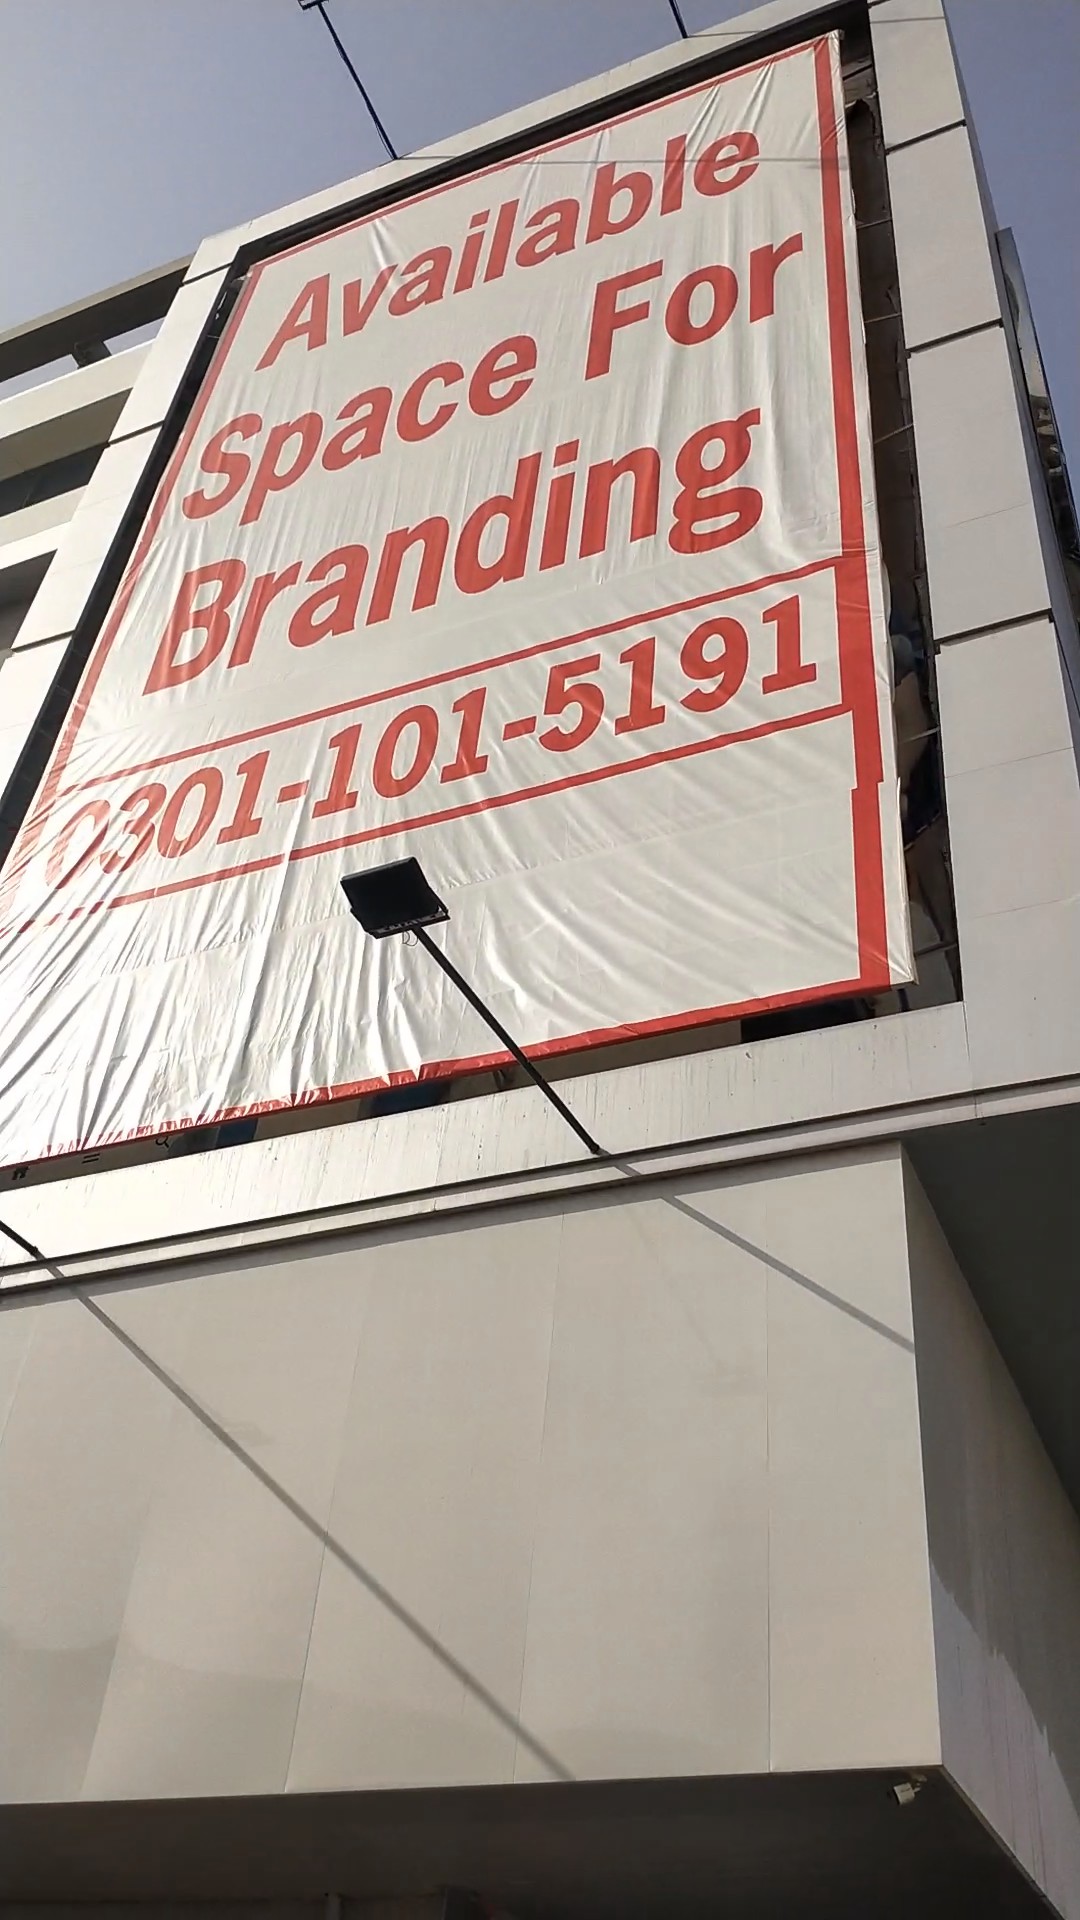 Available
Space For
Branding
0301-101-5191